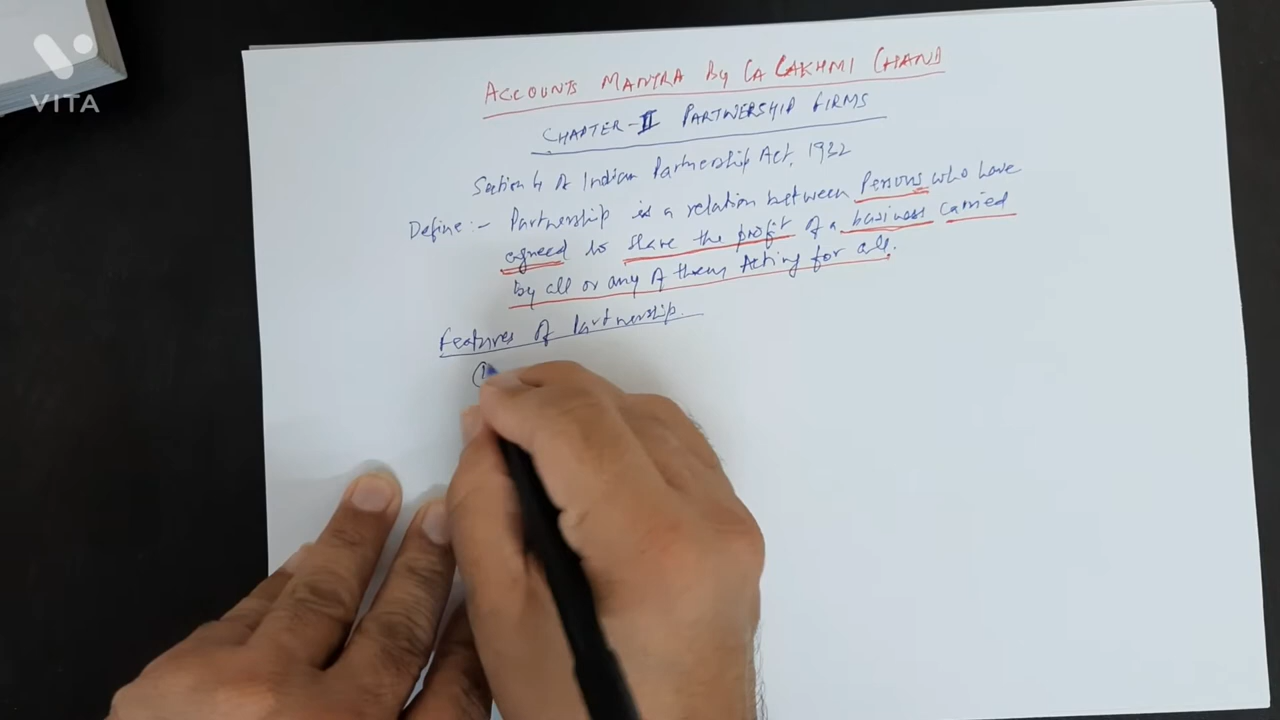 VITA
ACCOUNTS MANTRA By CA LAKHMI CHAND
CHAPTER-II PARTNERSHIP FIRMS
Section 4 of Indian Partnership Act, 1932
Define:- Partnership is a relation between Persons who have
agreed to share the profit of a business carried
by all or any of them Acting for all.
Features of Partnership.
(1